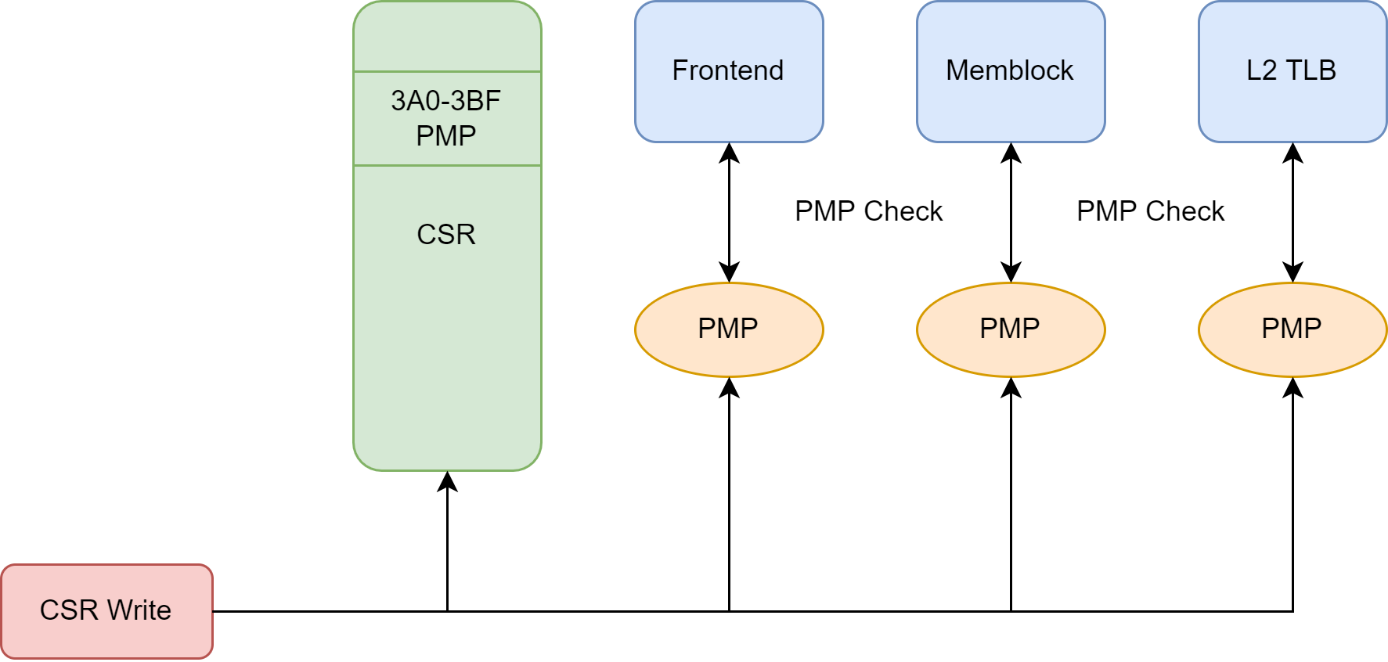 3A0-3BF
PMP
CSR
Frontend
Memblock
L2 TLB
PMP Check
PMP Check
PMP
PMP
PMP
CSR Write